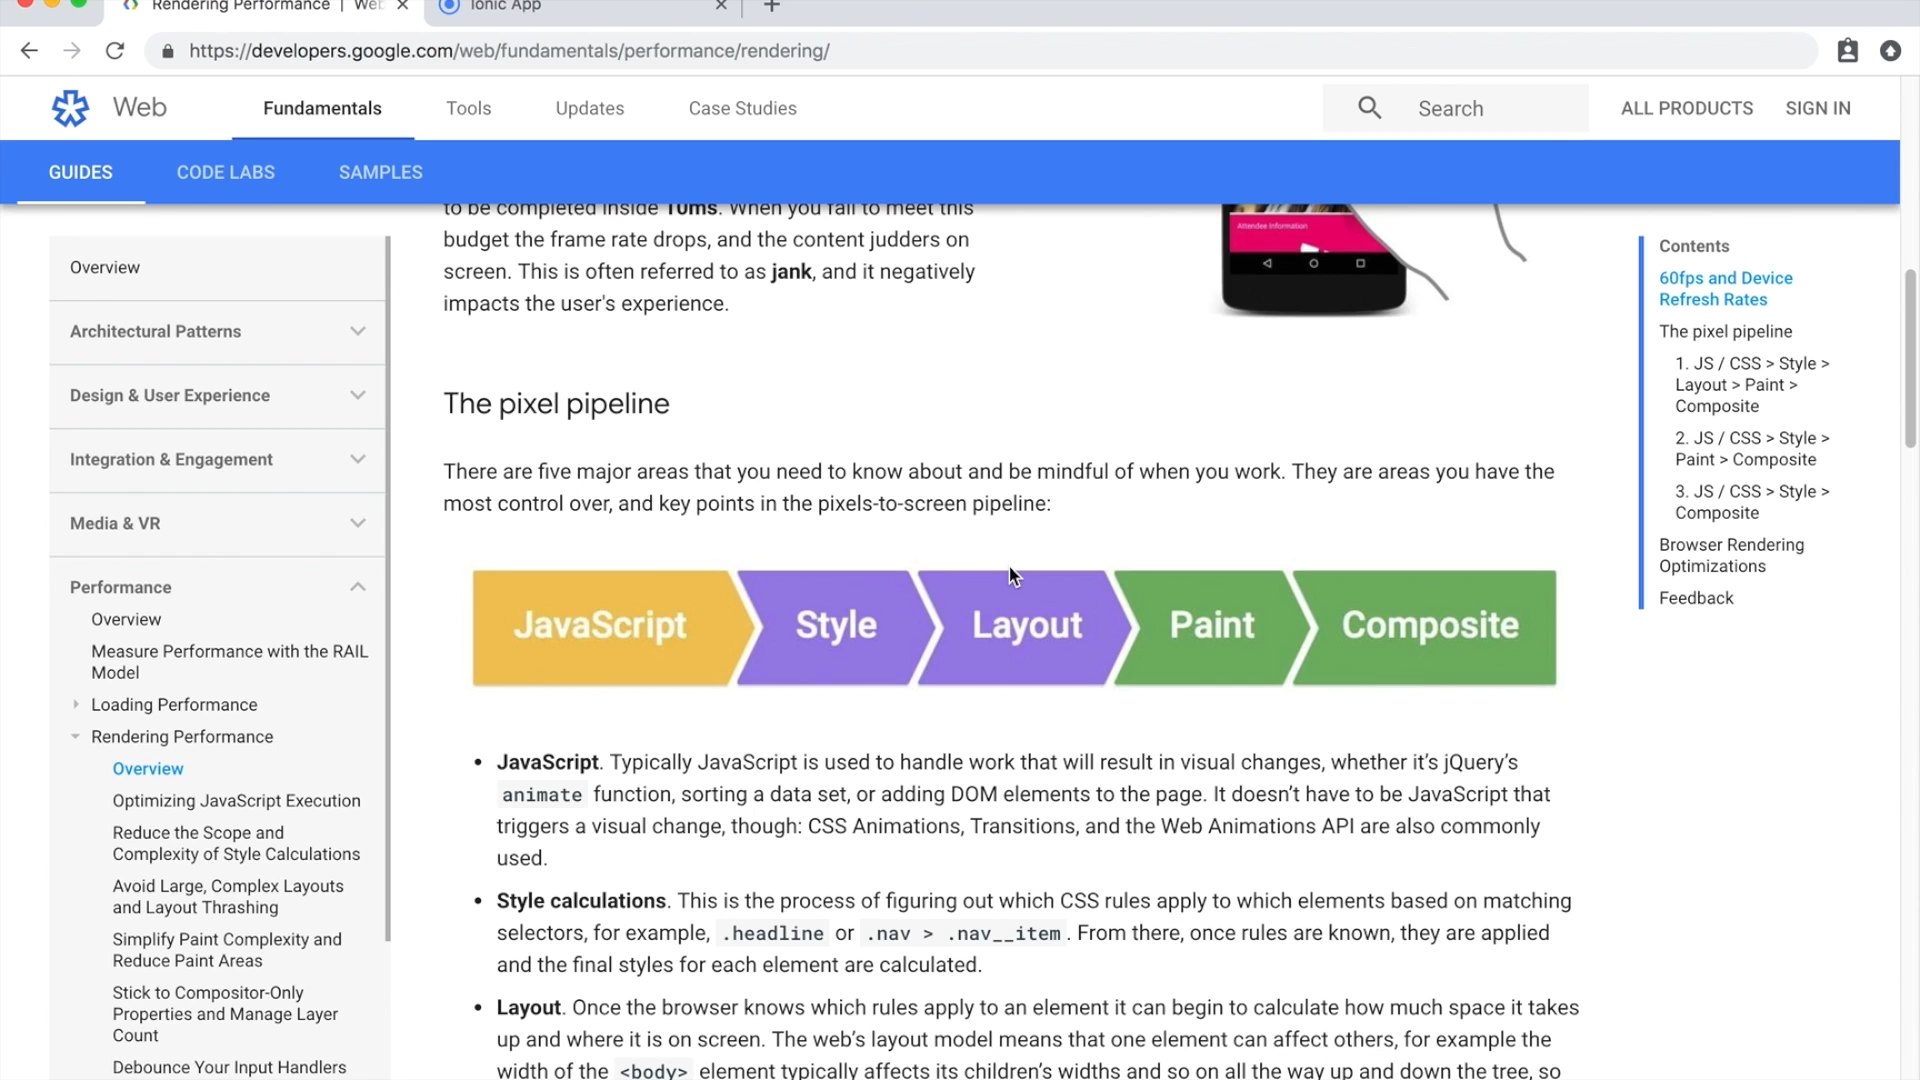 Rendering Performance | Web
Ionic App
https://developers.google.com/web/fundamentals/performance/rendering/
Web
Fundamentals
Tools
Updates
Case Studies
Search
ALL PRODUCTS
SIGN IN
GUIDES
CODE LABS
SAMPLES
Overview
Architectural Patterns
Design & User Experience
Integration & Engagement
Media & VR
Performance
Overview
Measure Performance with the RAIL
Model
Loading Performance
Rendering Performance
Overview
Optimizing JavaScript Execution
Reduce the Scope and
Complexity of Style Calculations
Avoid Large, Complex Layouts
and Layout Thrashing
Simplify Paint Complexity and
Reduce Paint Areas
Stick to Compositor-Only
Properties and Manage Layer
Count
Debounce Your Input Handlers
to be completed inside 10ms. When you fail to meet this
budget the frame rate drops, and the content judders on
screen. This is often referred to as jank, and it negatively
impacts the user's experience.
Attendee Information
The pixel pipeline
There are five major areas that you need to know about and be mindful of when you work. They are areas you have the
most control over, and key points in the pixels-to-screen pipeline:
JavaScript
Style
Layout
Paint
Composite
• JavaScript. Typically JavaScript is used to handle work that will result in visual changes, whether it’s jQuery’s
animate function, sorting a data set, or adding DOM elements to the page. It doesn’t have to be JavaScript that
triggers a visual change, though: CSS Animations, Transitions, and the Web Animations API are also commonly
used.
• Style calculations. This is the process of figuring out which CSS rules apply to which elements based on matching
selectors, for example, .headline or .nav > .nav__item. From there, once rules are known, they are applied
and the final styles for each element are calculated.
• Layout. Once the browser knows which rules apply to an element it can begin to calculate how much space it takes
up and where it is on screen. The web’s layout model means that one element can affect others, for example the
width of the <body> element typically affects its children’s widths and so on all the way up and down the tree, so
Contents
60fps and Device
Refresh Rates
The pixel pipeline
1. JS / CSS > Style >
Layout > Paint >
Composite
2. JS / CSS > Style >
Paint > Composite
3. JS / CSS > Style >
Composite
Browser Rendering
Optimizations
Feedback